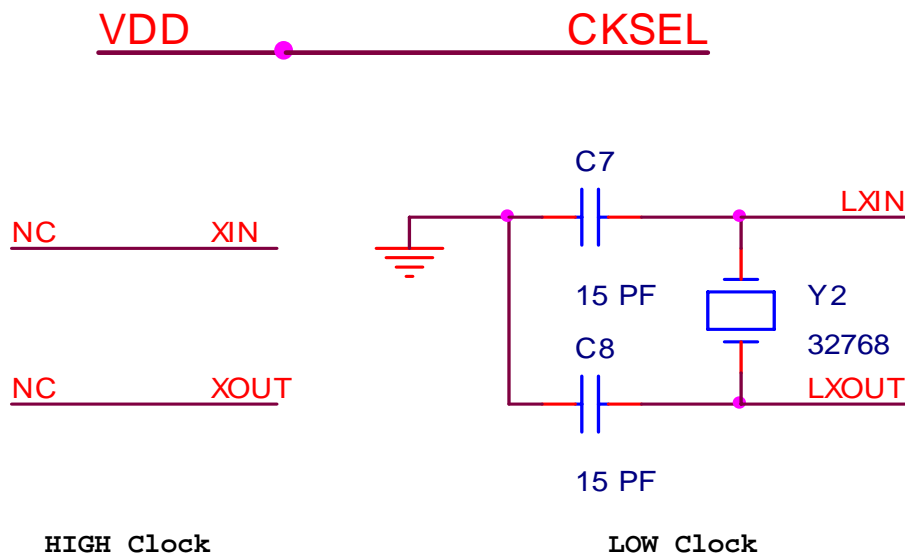 VDD CKSEL
C7
NC XIN LXIN
15 PF Y2
C8 32768
NC XOUT LXOUT
15 PF
HIGH Clock LOW Clock